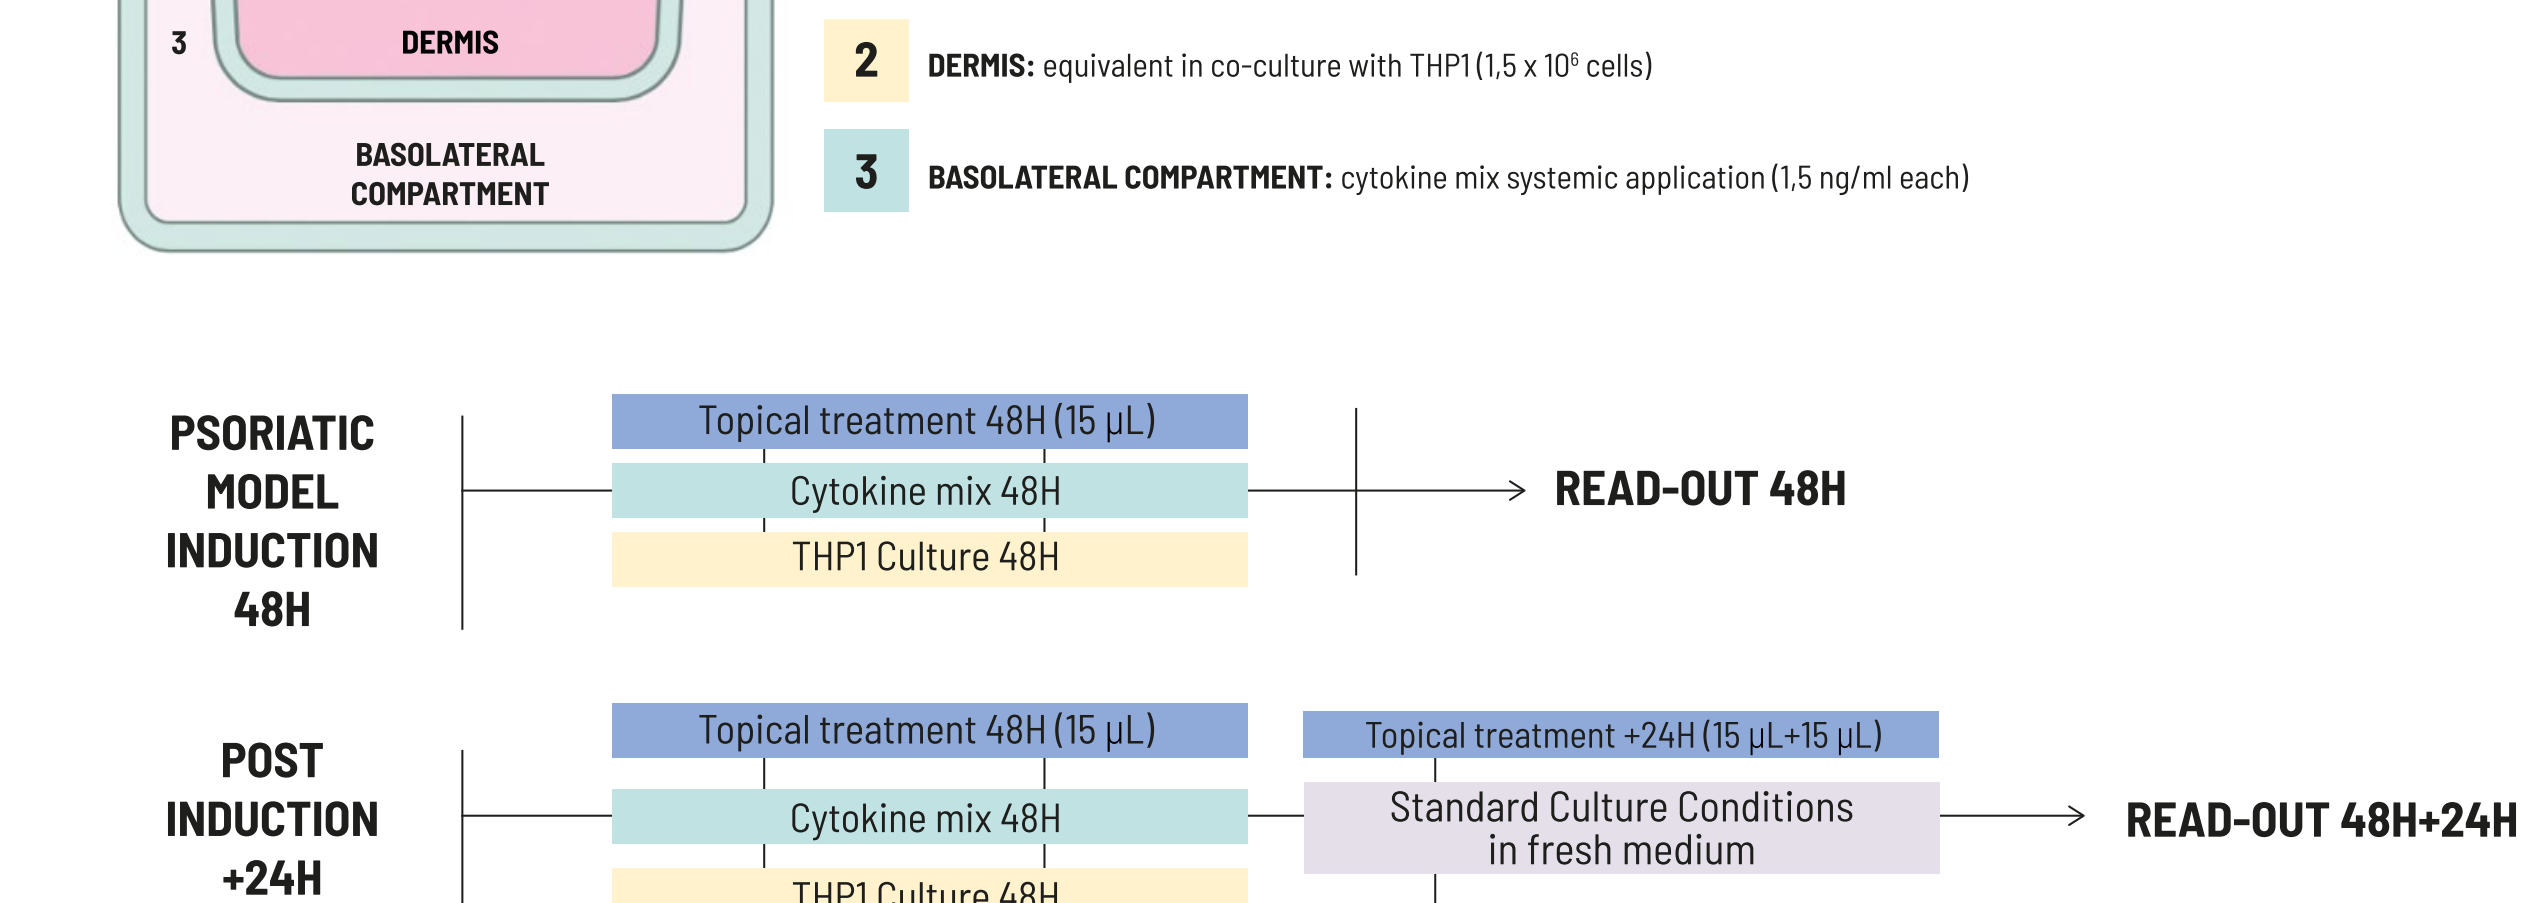 3
DERMIS
BASOLATERAL
COMPARTMENT
2
DERMIS: equivalent in co-culture with THP1 (1,5 x 10⁶ cells)
3
BASOLATERAL COMPARTMENT: cytokine mix systemic application (1,5 ng/ml each)
PSORIATIC
MODEL
INDUCTION
48H
Topical treatment 48H (15 µL)
Cytokine mix 48H
THP1 Culture 48H
READ-OUT 48H
POST
INDUCTION
+24H
Topical treatment 48H (15 µL)
Cytokine mix 48H
THP1 Culture 48H
Topical treatment +24H (15 µL+15 µL)
Standard Culture Conditions
in fresh medium
READ-OUT 48H+24H